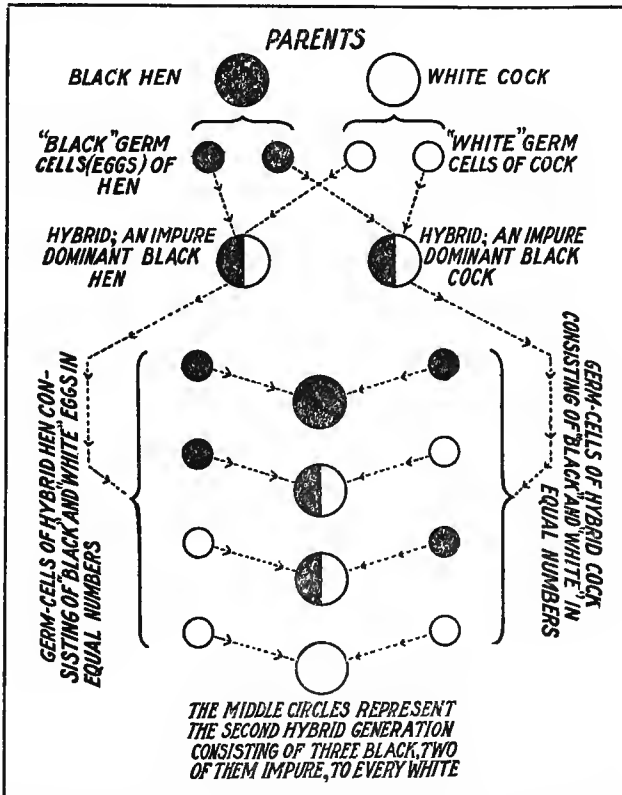 PARENTS
BLACK HEN
WHITE COCK
"BLACK" GERM
CELLS (EGGS) OF
HEN
"WHITE" GERM
CELLS OF COCK
HYBRID; AN IMPURE
DOMINANT BLACK
HEN
HYBRID; AN IMPURE
DOMINANT BLACK
COCK
GERM-CELLS OF HYBRID HEN CON-
SISTING OF "BLACK" AND "WHITE" EGGS IN
EQUAL NUMBERS
GERM-CELLS OF HYBRID COCK
CONSISTING OF "BLACK" AND "WHITE" IN
EQUAL NUMBERS
THE MIDDLE CIRCLES REPRESENT
THE SECOND HYBRID GENERATION
CONSISTING OF THREE BLACK, TWO
OF THEM IMPURE, TO EVERY WHITE